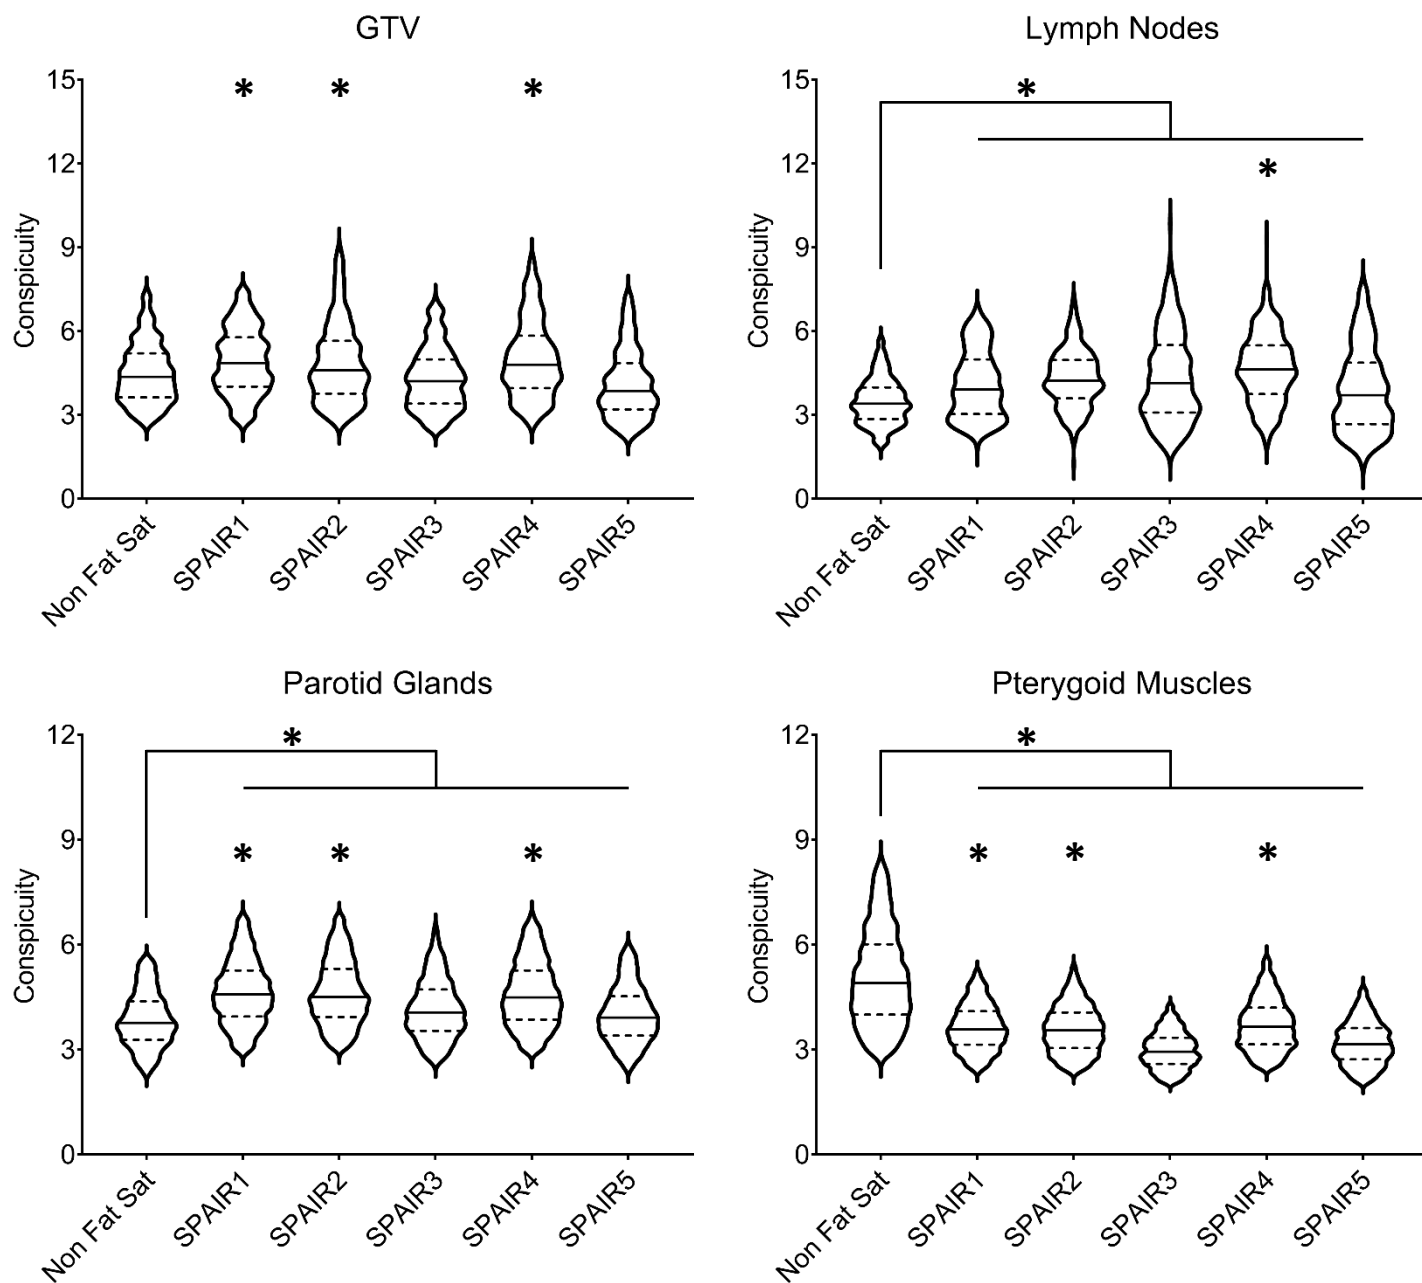 GTV
15
12
9
6
3
0
Conspicuity
* * *
Non Fat Sat
SPAIR1
SPAIR2
SPAIR3
SPAIR4
SPAIR5
Lymph Nodes
15
12
9
6
3
0
Conspicuity
*
*
Non Fat Sat
SPAIR1
SPAIR2
SPAIR3
SPAIR4
SPAIR5
Parotid Glands
12
9
6
3
0
Conspicuity
*
* * *
Non Fat Sat
SPAIR1
SPAIR2
SPAIR3
SPAIR4
SPAIR5
Pterygoid Muscles
12
9
6
3
0
Conspicuity
*
* * *
Non Fat Sat
SPAIR1
SPAIR2
SPAIR3
SPAIR4
SPAIR5